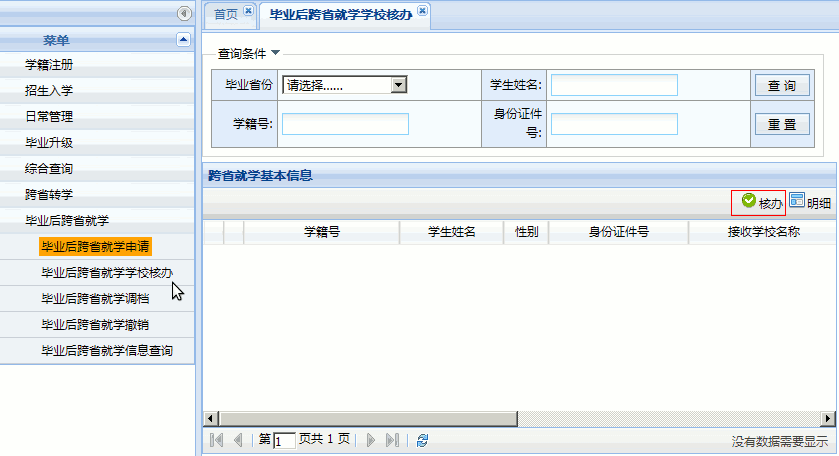 首页
毕业后跨省就学学校核办
菜单
学籍注册
招生入学
日常管理
毕业升级
综合查询
跨省转学
毕业后跨省就学
毕业后跨省就学申请
毕业后跨省就学学校核办
毕业后跨省就学调档
毕业后跨省就学撤销
毕业后跨省就学信息查询
查询条件
毕业省份 请选择...... 学生姓名: 查 询
学籍号: 身份证件
号: 重 置
跨省就学基本信息
核办 明细
学籍号 学生姓名 性别 身份证件号 接收学校名称
第 1 页共 1 页 没有数据需要显示